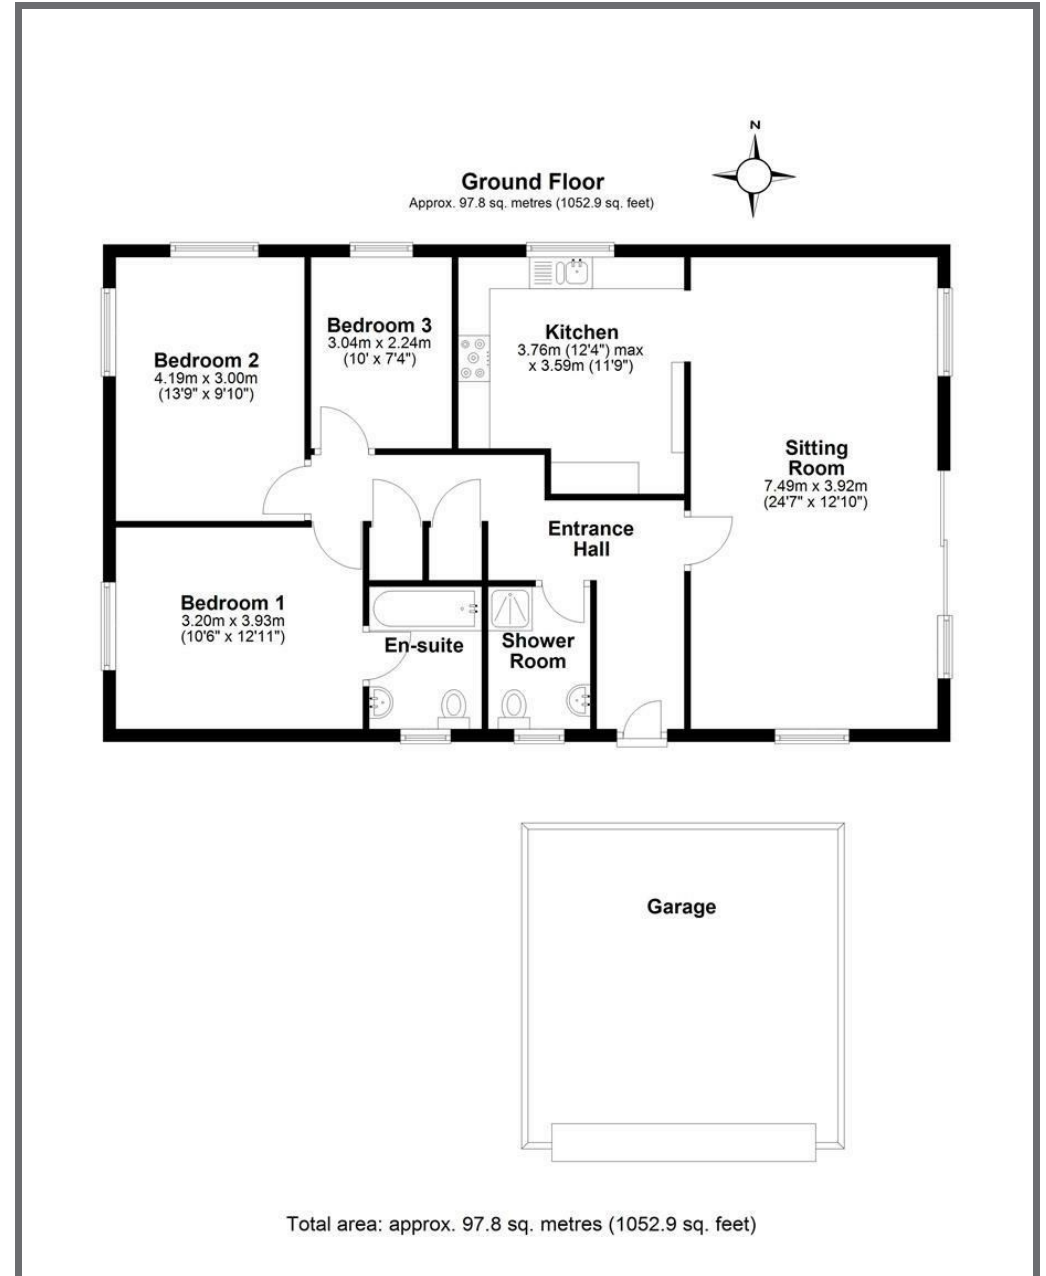 N
Ground Floor
Approx. 97.8 sq. metres (1052.9 sq. feet)
Bedroom 2
4.19m x 3.00m
(13'9" x 9'10")
Bedroom 3
3.04m x 2.24m
(10' x 7'4")
Kitchen
3.76m (12'4") max
x 3.59m (11'9")
Sitting
Room
7.49m x 3.92m
(24'7" x 12'10")
Entrance
Hall
Bedroom 1
3.20m x 3.93m
(10'6" x 12'11")
En-suite
Shower
Room
Garage
Total area: approx. 97.8 sq. metres (1052.9 sq. feet)